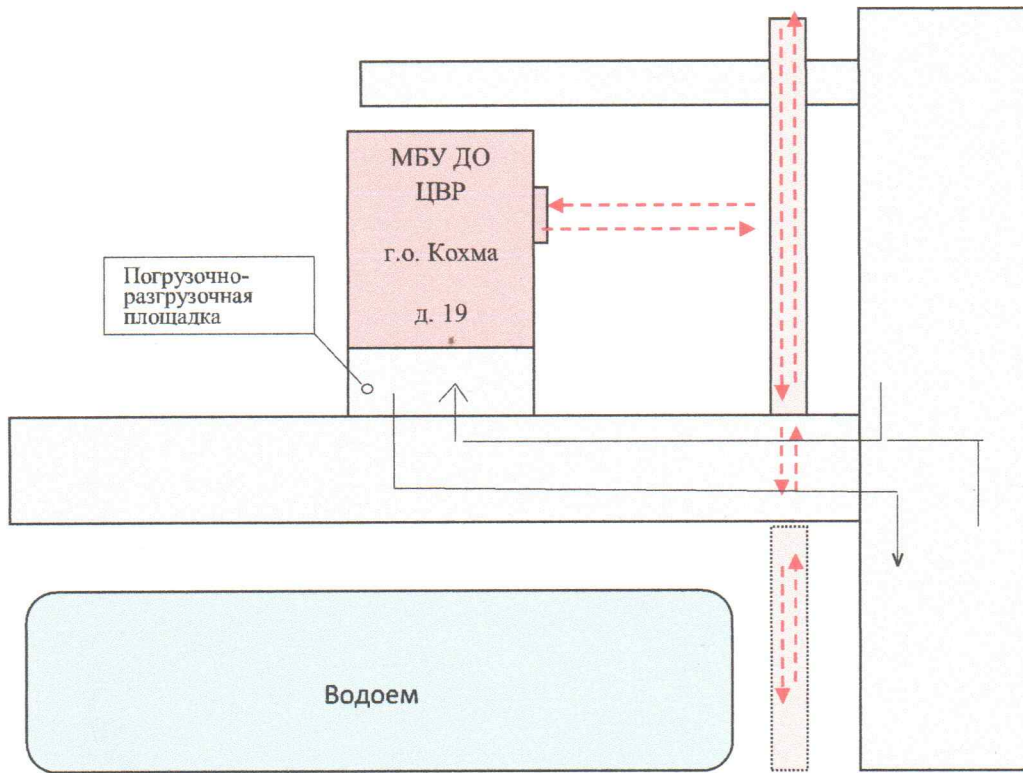 МБУ ДО
ЦВР
г.о. Кохма
д. 19
Погрузочно-
разгрузочная
площадка
Водоем